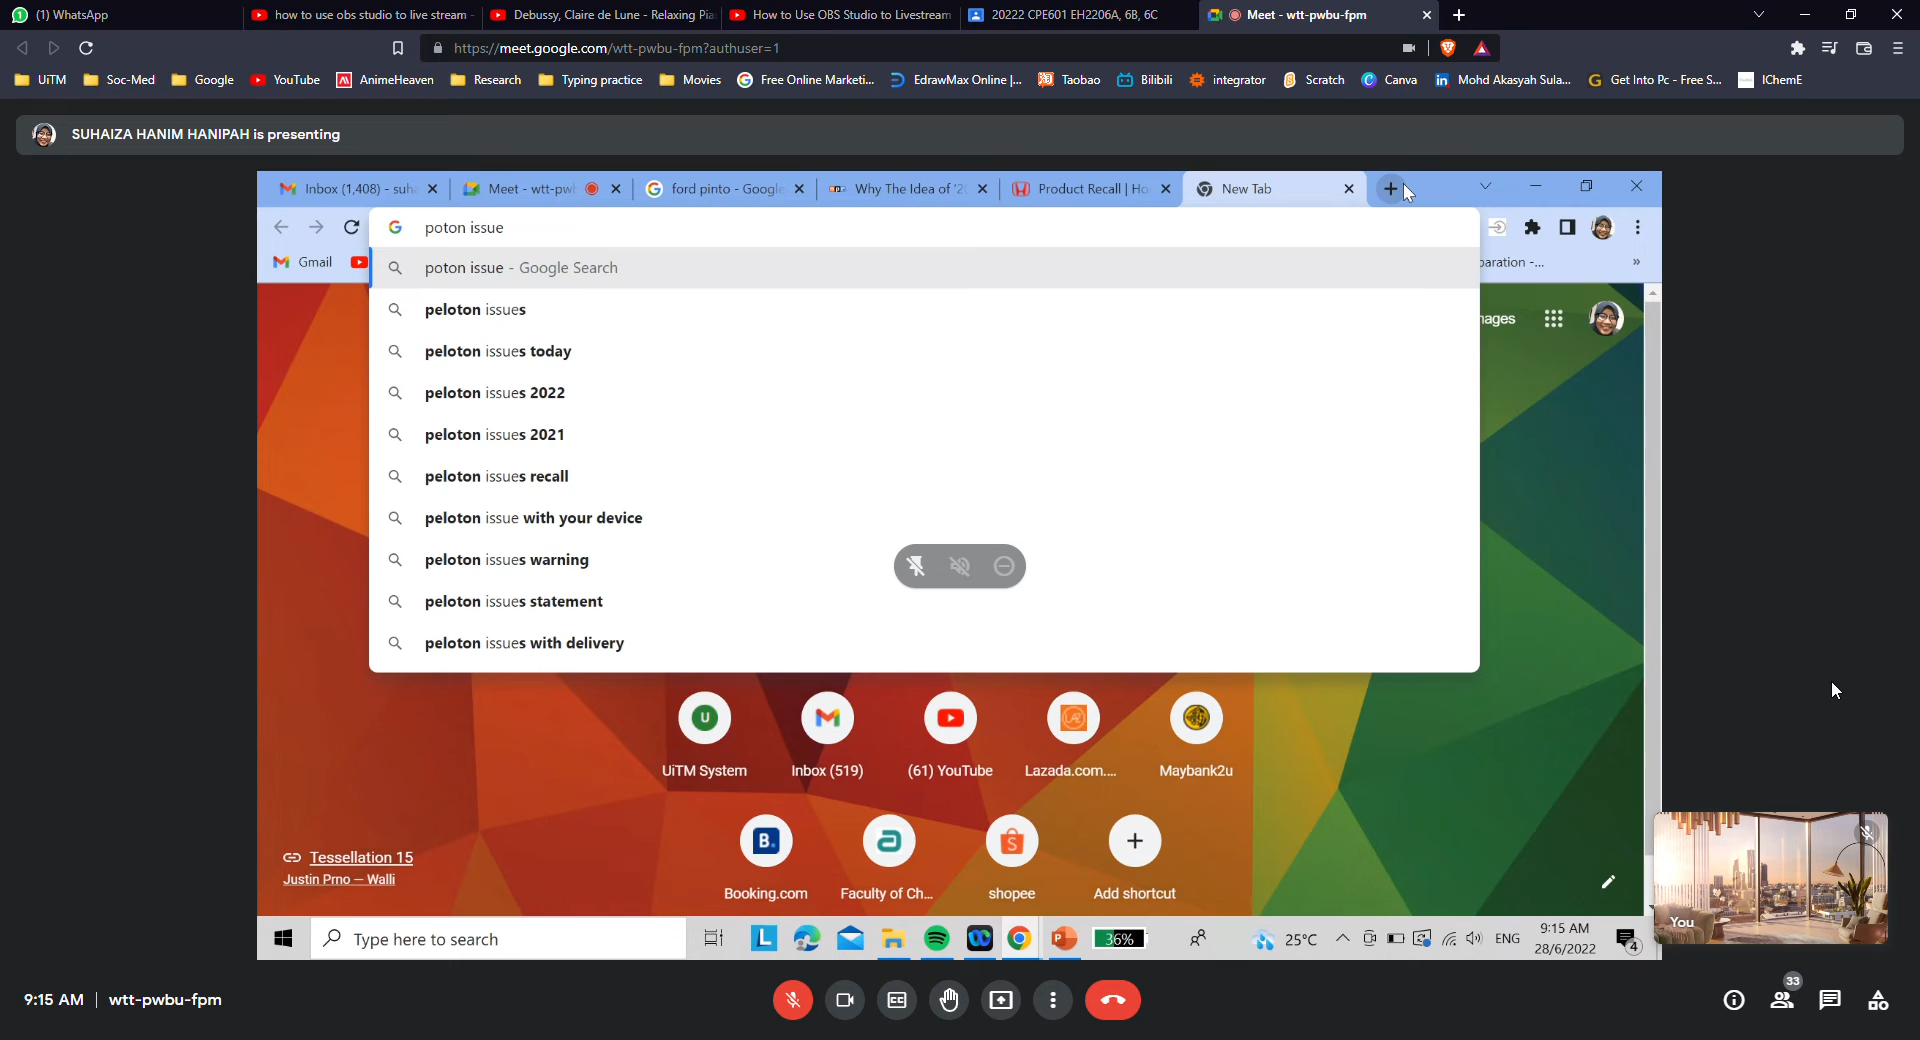 (1) WhatsApp
how to use obs studio to live stream -
Debussy, Claire de Lune - Relaxing Pia
How to Use OBS Studio to Livestream
20222 CPE601 EH2206A, 6B, 6C
Meet - wtt-pwbu-fpm
https://meet.google.com/wtt-pwbu-fpm?authuser=1
UiTM
Soc-Med
Google
YouTube
AnimeHeaven
Research
Typing practice
Movies
Free Online Marketi...
EdrawMax Online |...
Taobao
Bilibili
integrator
Scratch
Canva
Mohd Akasyah Sula...
Get Into Pc - Free S...
IChemE
SUHAIZA HANIM HANIPAH is presenting
Inbox (1,408) - suha
Meet - wtt-pwb
ford pinto - Google
Why The Idea of '2
Product Recall | Ho
New Tab
poton issue
Gmail
poton issue - Google Search
paration -...
»
peloton issues
mages
peloton issues today
peloton issues 2022
peloton issues 2021
peloton issues recall
peloton issue with your device
peloton issues warning
peloton issues statement
peloton issues with delivery
U
UiTM System
Inbox (519)
(61) YouTube
Lazada.com....
Maybank2u
B.
Booking.com
Faculty of Ch...
shopee
Add shortcut
Tessellation 15
Justin Prno — Walli
You
Type here to search
L
36%
25°C
ENG
9:15 AM
28/6/2022
4
9:15 AM | wtt-pwbu-fpm
33